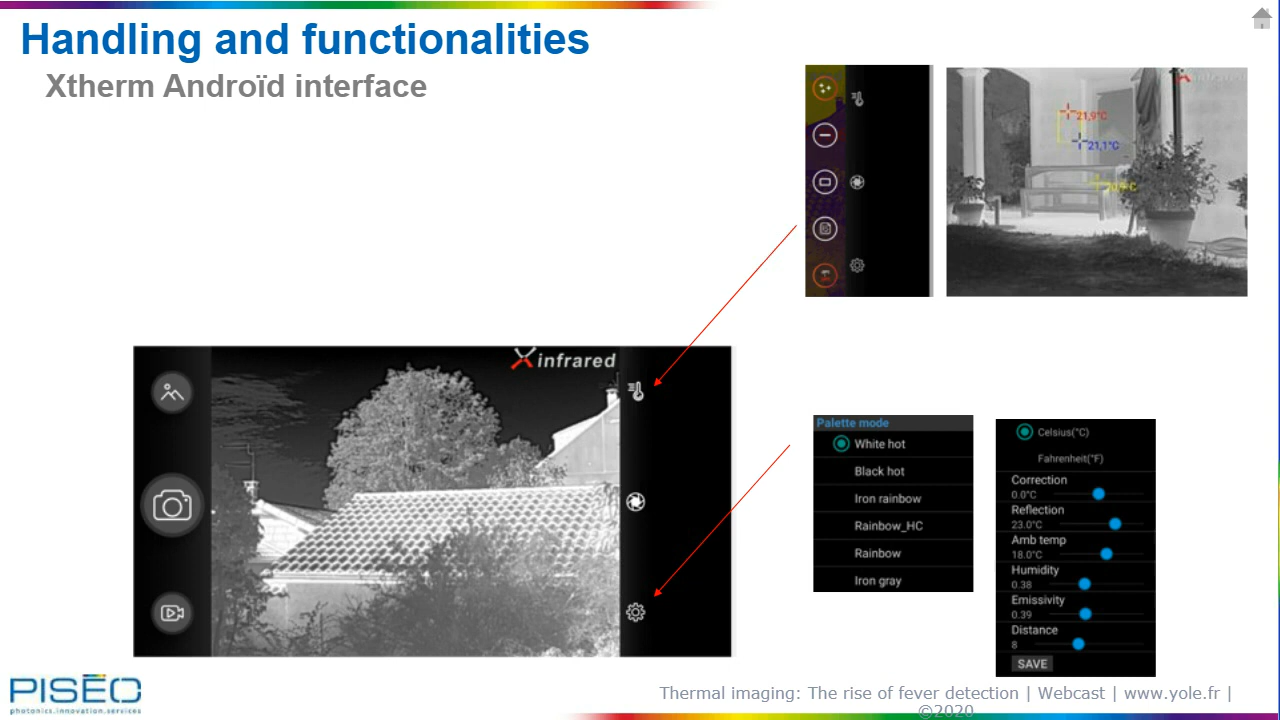 Handling and functionalities
Xtherm Androïd interface
infrared
21,9°C
21,1°C
Xinfrared
Palette mode
White hot
Black hot
Iron rainbow
Rainbow_HC
Rainbow
Iron gray
Celsius(°C)
Fahrenheit(°F)
Correction
0.0°C
Reflection
23.0°C
Amb temp
18.0°C
Humidity
0.38
Emissivity
0.39
Distance
8
SAVE
PISEO
photonics.innovation.services
Thermal imaging: The rise of fever detection | Webcast | www.yole.fr |
©2020